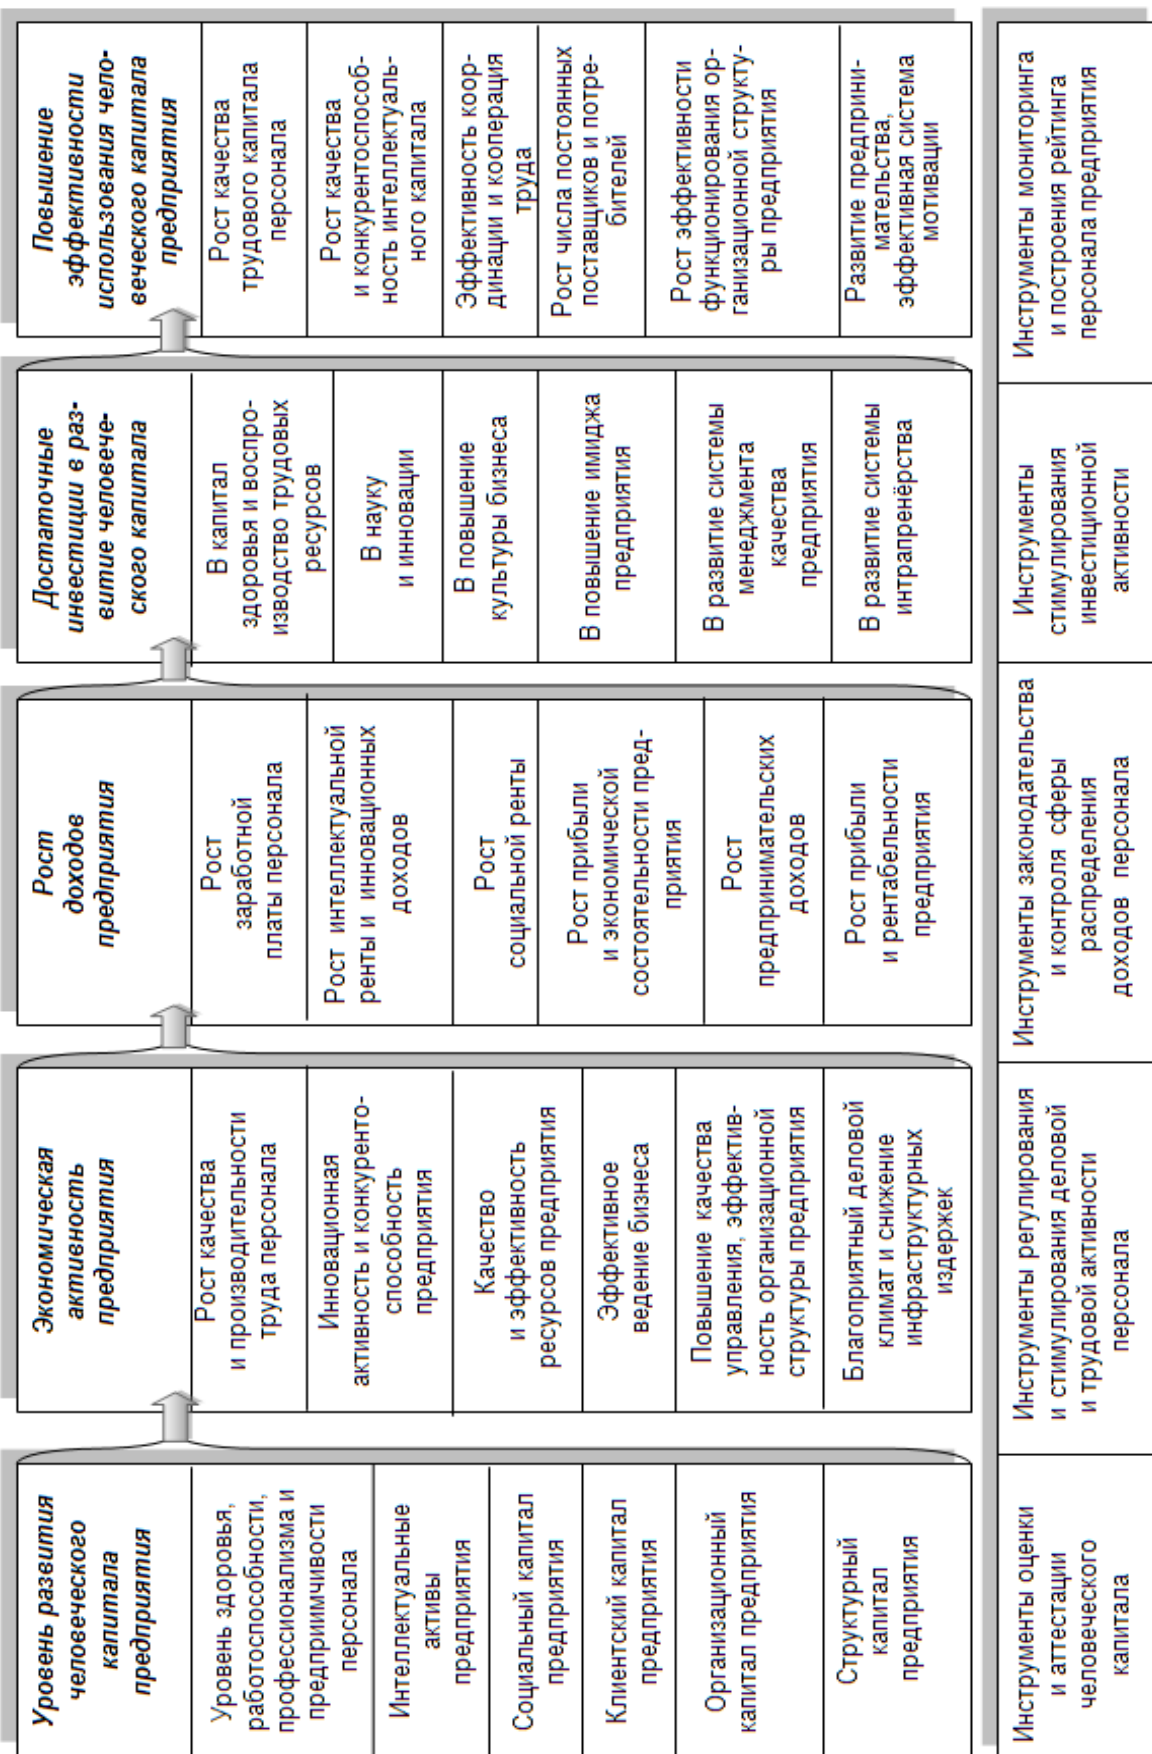 Уровень развития
человеческого
капитала
предприятия
Уровень здоровья,
работоспособности,
профессионализма и
предприимчивости
персонала
Интеллектуальные
активы
предприятия
Социальный капитал
предприятия
Клиентский капитал
предприятия
Организационный
капитал предприятия
Структурный
капитал
предприятия
Экономическая
активность
предприятия
Рост качества
и производительности
труда персонала
Инновационная
активность и конкуренто-
способность
предприятия
Качество
и эффективность
ресурсов предприятия
Эффективное
ведение бизнеса
Повышение качества
управления, эффектив-
ность организационной
структуры предприятия
Благоприятный деловой
климат и снижение
инфраструктурных
издержек
Рост
доходов
предприятия
Рост
заработной
платы персонала
Рост интеллектуальной
ренты и инновационных
доходов
Рост
социальной ренты
Рост прибыли
и экономической
состоятельности пред-
приятия
Рост
предпринимательских
доходов
Рост прибыли
и рентабельности
предприятия
Достаточные
инвестиции в раз-
витие человече-
ского капитала
В капитал
здоровья и воспро-
изводство трудовых
ресурсов
В науку
и инновации
В повышение
культуры бизнеса
В повышение имиджа
предприятия
В развитие системы
менеджмента
качества
предприятия
В развитие системы
интрапренёрства
Повышение
эффективности
использования чело-
веческого капитала
предприятия
Рост качества
трудового капитала
персонала
Рост качества
и конкурентоспособ-
ность интеллектуаль-
ного капитала
Эффективность коор-
динации и кооперация
труда
Рост числа постоянных
поставщиков и потре-
бителей
Рост эффективности
функционирования ор-
ганизационной структу-
ры предприятия
Развитие предприни-
мательства,
эффективная система
мотивации
Инструменты оценки
и аттестации
человеческого
капитала
Инструменты регулирования
и стимулирования деловой
и трудовой активности
персонала
Инструменты законодательства
и контроля сферы
распределения
доходов персонала
Инструменты
стимулирования
инвестиционной
активности
Инструменты мониторинга
и построения рейтинга
персонала предприятия